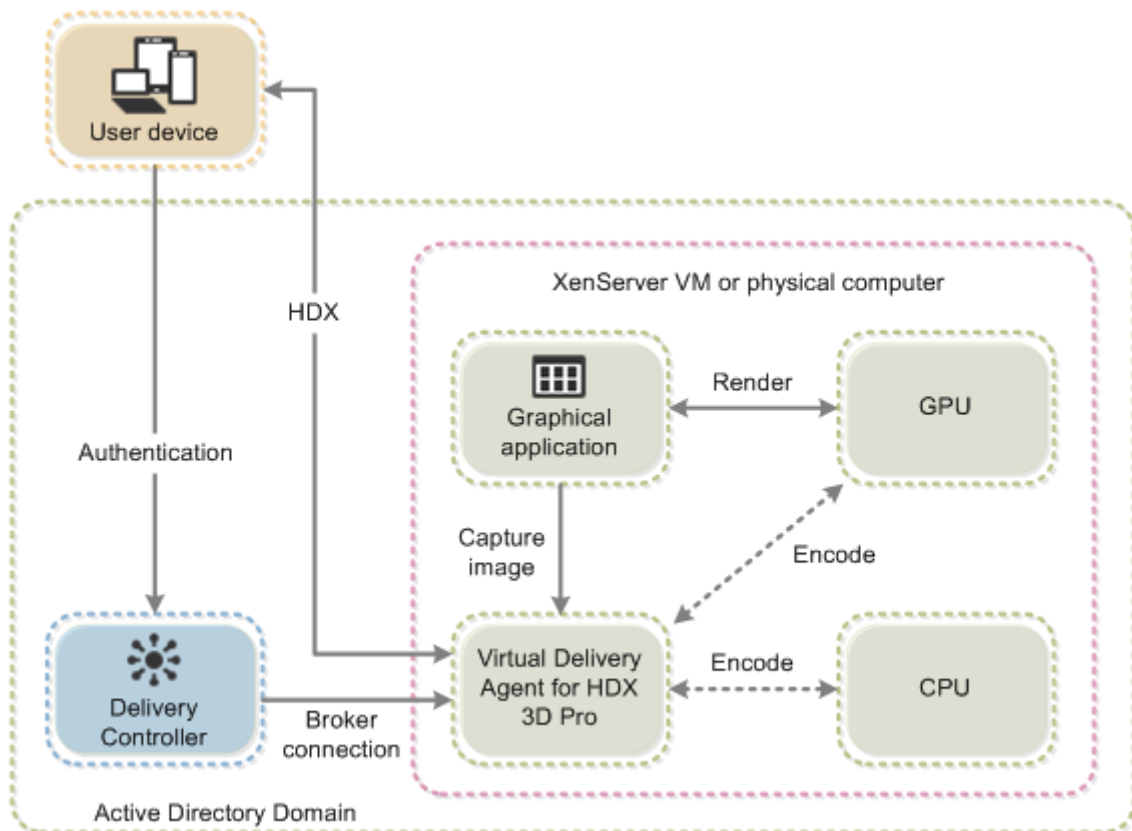 User device
XenServer VM or physical computer
HDX
Graphical
application
Render
GPU
Authentication
Capture
image
Encode
Delivery
Controller
Broker
connection
Virtual Delivery
Agent for HDX
3D Pro
Encode
CPU
Active Directory Domain